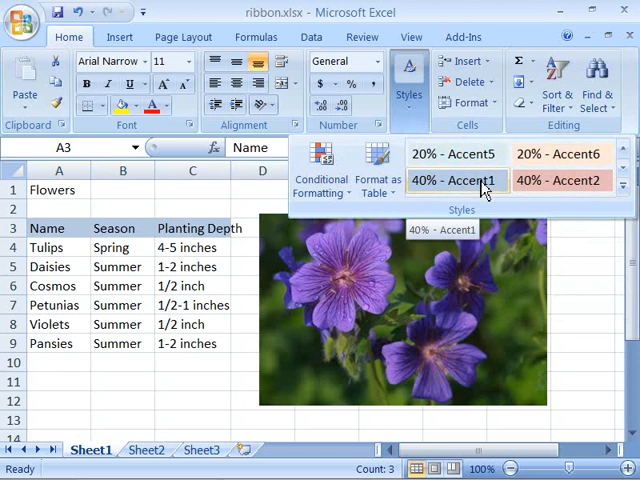 ribbon.xlsx - Microsoft Excel
Home Insert Page Layout Formulas Data Review View Add-Ins
Arial Narrow 11 General Insert Σ
B I U A A $ % , Delete
Paste A Styles Format Sort & Filter Find & Select
Clipboard Font Alignment Number Cells Editing
A3 fx Name
20% - Accent5 20% - Accent6
Conditional Formatting Format as Table 40% - Accent1 40% - Accent2
Styles
40% - Accent1
A B C D
1 Flowers
2
3 Name Season Planting Depth
4 Tulips Spring 4-5 inches
5 Daisies Summer 1-2 inches
6 Cosmos Summer 1/2 inch
7 Petunias Summer 1/2-1 inches
8 Violets Summer 1/2 inch
9 Pansies Summer 1-2 inches
10
11
12
13
14
Sheet1 Sheet2 Sheet3
Ready Count: 3 100%